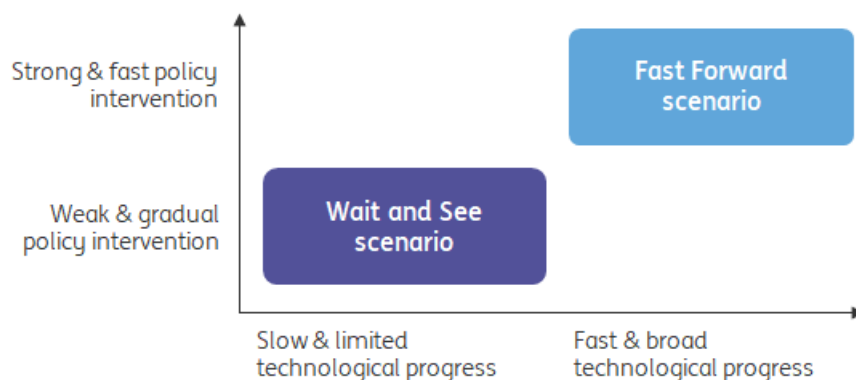 Strong & fast policy
intervention
Fast Forward
scenario
Weak & gradual
policy intervention
Wait and See
scenario
Slow & limited
technological progress
Fast & broad
technological progress